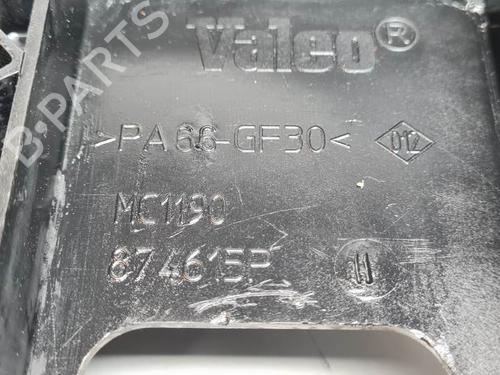 Valeo®
B-PARTS
>PA66-GF30<
012
MC1190
874615P
11